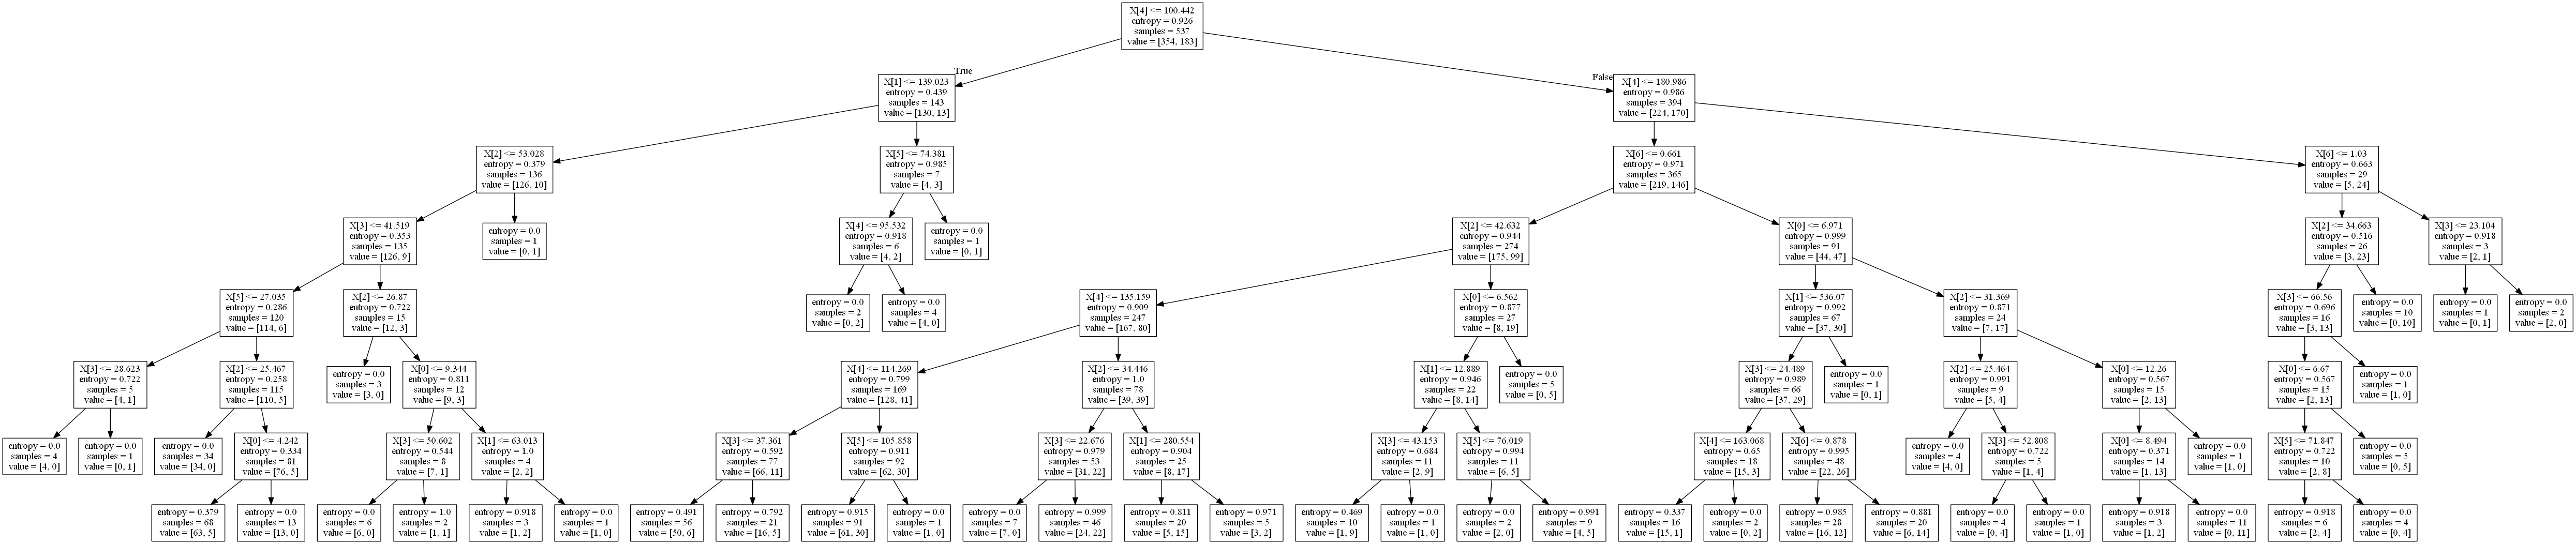 X[4] <= 100.442
entropy = 0.926
samples = 537
value = [354, 183]
True
False
X[1] <= 139.023
entropy = 0.439
samples = 143
value = [130, 13]
X[4] <= 180.986
entropy = 0.986
samples = 394
value = [224, 170]
X[2] <= 53.028
entropy = 0.379
samples = 136
value = [126, 10]
X[5] <= 74.381
entropy = 0.985
samples = 7
value = [4, 3]
X[6] <= 0.661
entropy = 0.971
samples = 365
value = [219, 146]
X[6] <= 1.03
entropy = 0.663
samples = 29
value = [5, 24]
X[3] <= 41.519
entropy = 0.353
samples = 135
value = [126, 9]
entropy = 0.0
samples = 1
value = [0, 1]
X[4] <= 95.532
entropy = 0.918
samples = 6
value = [4, 2]
entropy = 0.0
samples = 1
value = [0, 1]
X[2] <= 42.632
entropy = 0.944
samples = 274
value = [175, 99]
X[0] <= 6.971
entropy = 0.999
samples = 91
value = [44, 47]
X[2] <= 34.663
entropy = 0.516
samples = 26
value = [3, 23]
X[3] <= 23.104
entropy = 0.918
samples = 3
value = [2, 1]
X[5] <= 27.035
entropy = 0.286
samples = 120
value = [114, 6]
X[2] <= 26.87
entropy = 0.722
samples = 15
value = [12, 3]
entropy = 0.0
samples = 2
value = [0, 2]
entropy = 0.0
samples = 4
value = [4, 0]
X[4] <= 135.159
entropy = 0.909
samples = 247
value = [167, 80]
X[0] <= 6.562
entropy = 0.877
samples = 27
value = [8, 19]
X[1] <= 536.07
entropy = 0.992
samples = 67
value = [37, 30]
X[2] <= 31.369
entropy = 0.871
samples = 24
value = [7, 17]
X[3] <= 66.56
entropy = 0.696
samples = 16
value = [3, 13]
entropy = 0.0
samples = 10
value = [0, 10]
entropy = 0.0
samples = 1
value = [0, 1]
entropy = 0.0
samples = 2
value = [2, 0]
X[3] <= 28.623
entropy = 0.722
samples = 5
value = [4, 1]
X[2] <= 25.467
entropy = 0.258
samples = 115
value = [110, 5]
entropy = 0.0
samples = 3
value = [3, 0]
X[0] <= 9.344
entropy = 0.811
samples = 12
value = [9, 3]
X[4] <= 114.269
entropy = 0.799
samples = 169
value = [128, 41]
X[2] <= 34.446
entropy = 1.0
samples = 78
value = [39, 39]
X[1] <= 12.889
entropy = 0.946
samples = 22
value = [8, 14]
entropy = 0.0
samples = 5
value = [0, 5]
X[3] <= 24.489
entropy = 0.989
samples = 66
value = [37, 29]
entropy = 0.0
samples = 1
value = [0, 1]
X[2] <= 25.464
entropy = 0.991
samples = 9
value = [5, 4]
X[0] <= 12.26
entropy = 0.567
samples = 15
value = [2, 13]
X[0] <= 6.67
entropy = 0.567
samples = 15
value = [2, 13]
entropy = 0.0
samples = 1
value = [1, 0]
entropy = 0.0
samples = 4
value = [4, 0]
entropy = 0.0
samples = 1
value = [0, 1]
entropy = 0.0
samples = 34
value = [34, 0]
X[0] <= 4.242
entropy = 0.334
samples = 81
value = [76, 5]
X[3] <= 50.602
entropy = 0.544
samples = 8
value = [7, 1]
X[1] <= 63.013
entropy = 1.0
samples = 4
value = [2, 2]
X[3] <= 37.361
entropy = 0.592
samples = 77
value = [66, 11]
X[5] <= 105.858
entropy = 0.911
samples = 92
value = [62, 30]
X[3] <= 22.676
entropy = 0.979
samples = 53
value = [31, 22]
X[1] <= 280.554
entropy = 0.904
samples = 25
value = [8, 17]
X[3] <= 43.153
entropy = 0.684
samples = 11
value = [2, 9]
X[5] <= 76.019
entropy = 0.994
samples = 11
value = [6, 5]
X[4] <= 163.068
entropy = 0.65
samples = 18
value = [15, 3]
X[6] <= 0.878
entropy = 0.995
samples = 48
value = [22, 26]
entropy = 0.0
samples = 4
value = [4, 0]
X[3] <= 52.808
entropy = 0.722
samples = 5
value = [1, 4]
X[0] <= 8.494
entropy = 0.371
samples = 14
value = [1, 13]
entropy = 0.0
samples = 1
value = [1, 0]
X[5] <= 71.847
entropy = 0.722
samples = 10
value = [2, 8]
entropy = 0.0
samples = 5
value = [0, 5]
entropy = 0.379
samples = 68
value = [63, 5]
entropy = 0.0
samples = 13
value = [13, 0]
entropy = 0.0
samples = 6
value = [6, 0]
entropy = 1.0
samples = 2
value = [1, 1]
entropy = 0.918
samples = 3
value = [1, 2]
entropy = 0.0
samples = 1
value = [1, 0]
entropy = 0.491
samples = 56
value = [50, 6]
entropy = 0.792
samples = 21
value = [16, 5]
entropy = 0.915
samples = 91
value = [61, 30]
entropy = 0.0
samples = 1
value = [1, 0]
entropy = 0.0
samples = 7
value = [7, 0]
entropy = 0.999
samples = 46
value = [24, 22]
entropy = 0.811
samples = 20
value = [5, 15]
entropy = 0.971
samples = 5
value = [3, 2]
entropy = 0.469
samples = 10
value = [1, 9]
entropy = 0.0
samples = 1
value = [1, 0]
entropy = 0.0
samples = 2
value = [2, 0]
entropy = 0.991
samples = 9
value = [4, 5]
entropy = 0.337
samples = 16
value = [15, 1]
entropy = 0.0
samples = 2
value = [0, 2]
entropy = 0.985
samples = 28
value = [16, 12]
entropy = 0.881
samples = 20
value = [6, 14]
entropy = 0.0
samples = 4
value = [0, 4]
entropy = 0.0
samples = 1
value = [1, 0]
entropy = 0.918
samples = 3
value = [1, 2]
entropy = 0.0
samples = 11
value = [0, 11]
entropy = 0.918
samples = 6
value = [2, 4]
entropy = 0.0
samples = 4
value = [0, 4]